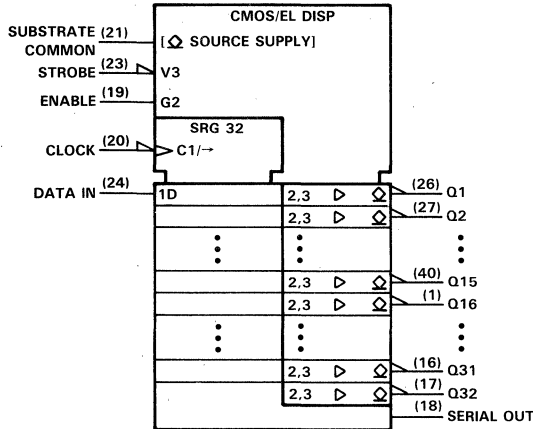 CMOS/EL DISP
SUBSTRATE COMMON (21) [ SOURCE SUPPLY]
STROBE (23) V3
ENABLE (19) G2
SRG 32
CLOCK (20) C1/→
DATA IN (24) 1D 2,3 (26) Q1
2,3 (27) Q2
2,3 (40) Q15
2,3 (1) Q16
2,3 (16) Q31
2,3 (17) Q32
(18) SERIAL OUT